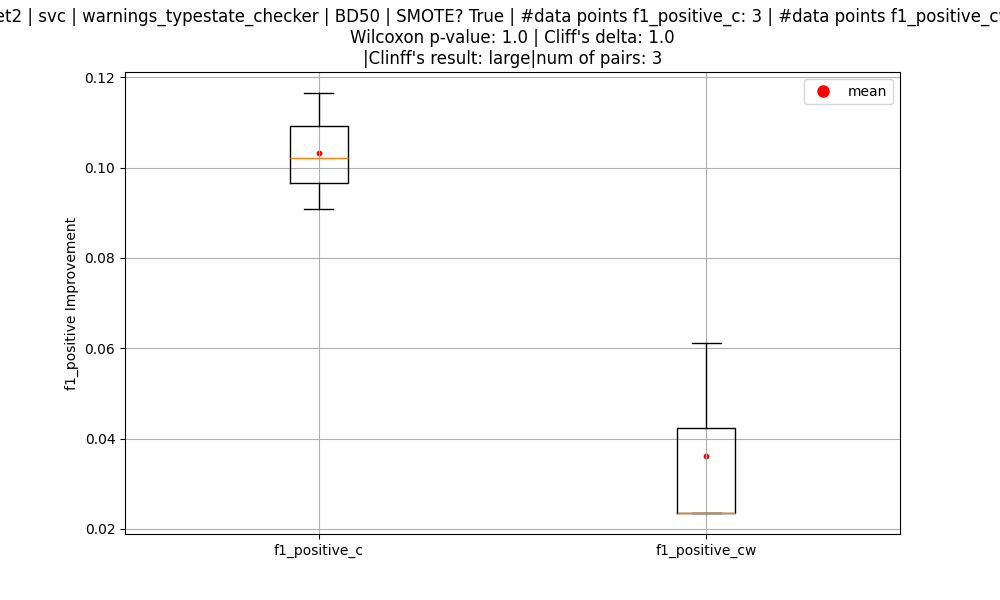 | svc | warnings_typestate_checker | BD50 | SMOTE? True | #data points f1_positive_c: 3 | #data points
Wilcoxon p-value: 1.0 | Cliff's delta: 1.0
|Clinff's result: large|num of pairs: 3
mean
0.12
0.10
0.08
0.06
0.04
0.02
f1_positive Improvement
f1_positive_c
f1_positive_cw